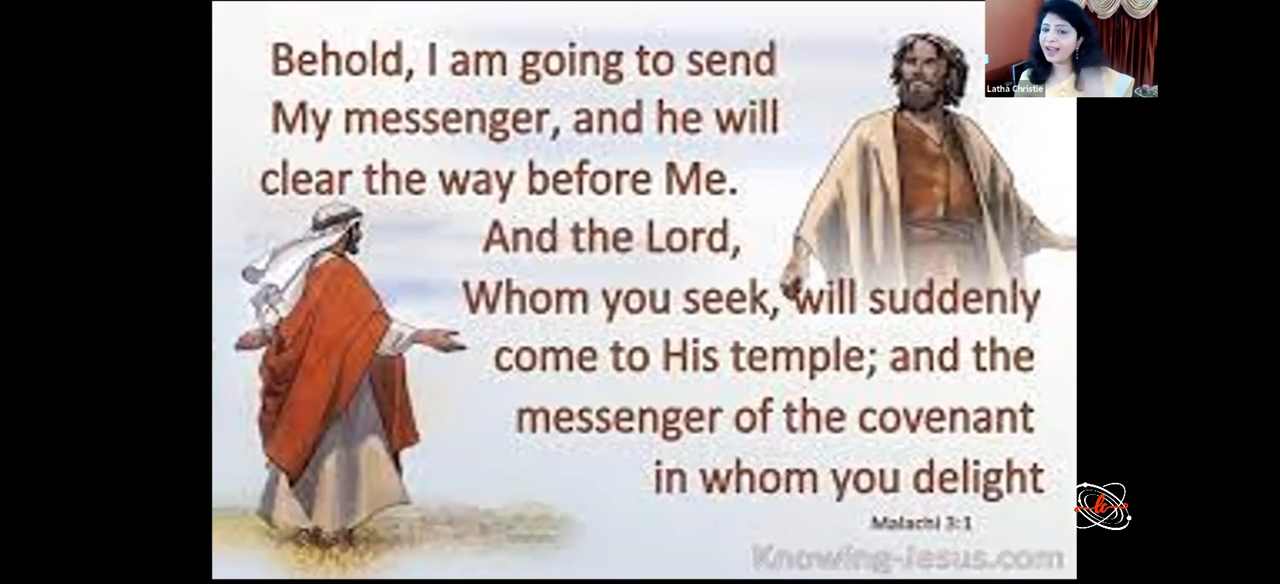 Behold, I am going to send
My messenger, and he will
clear the way before Me.
And the Lord,
Whom you seek, will suddenly
come to His temple; and the
messenger of the covenant
in whom you delight
Malachi 3:1
Knowing-Jesus.com
Latha Christie